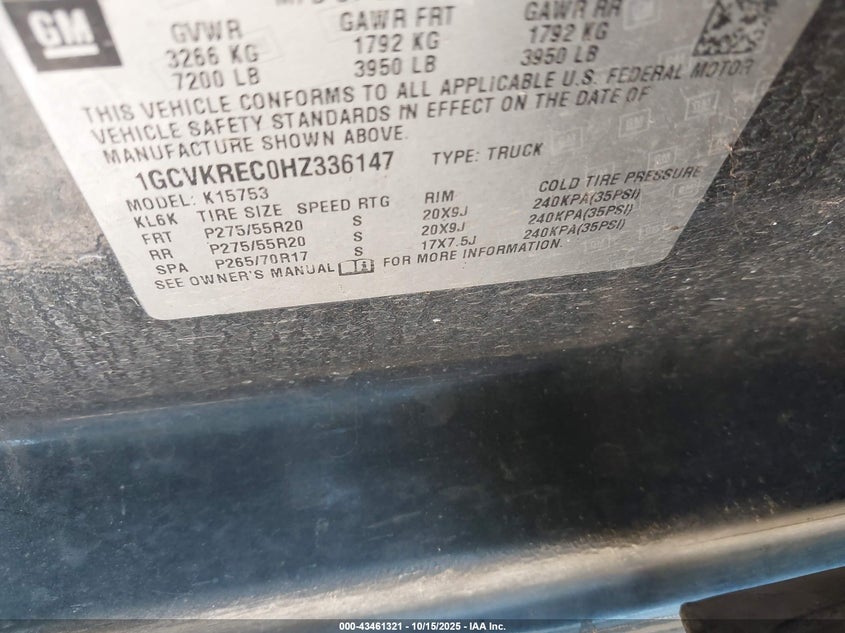 GM
GVWR GAWR FRT GAWR RR
3266 KG 1792 KG 1792 KG
7200 LB 3950 LB 3950 LB
THIS VEHICLE CONFORMS TO ALL APPLICABLE U.S. FEDERAL MOTOR
VEHICLE SAFETY STANDARDS IN EFFECT ON THE DATE OF
MANUFACTURE SHOWN ABOVE.
1GCVKREC0HZ336147 TYPE: TRUCK
MODEL: K15753
KL6K TIRE SIZE SPEED RTG RIM COLD TIRE PRESSURE
FRT P275/55R20 S 20X9J 240KPA(35PSI)
RR P275/55R20 S 20X9J 240KPA(35PSI)
SPA P265/70R17 S 17X7.5J 240KPA(35PSI)
SEE OWNER'S MANUAL FOR MORE INFORMATION.
000-43461321 - 10/15/2025 - IAA Inc.